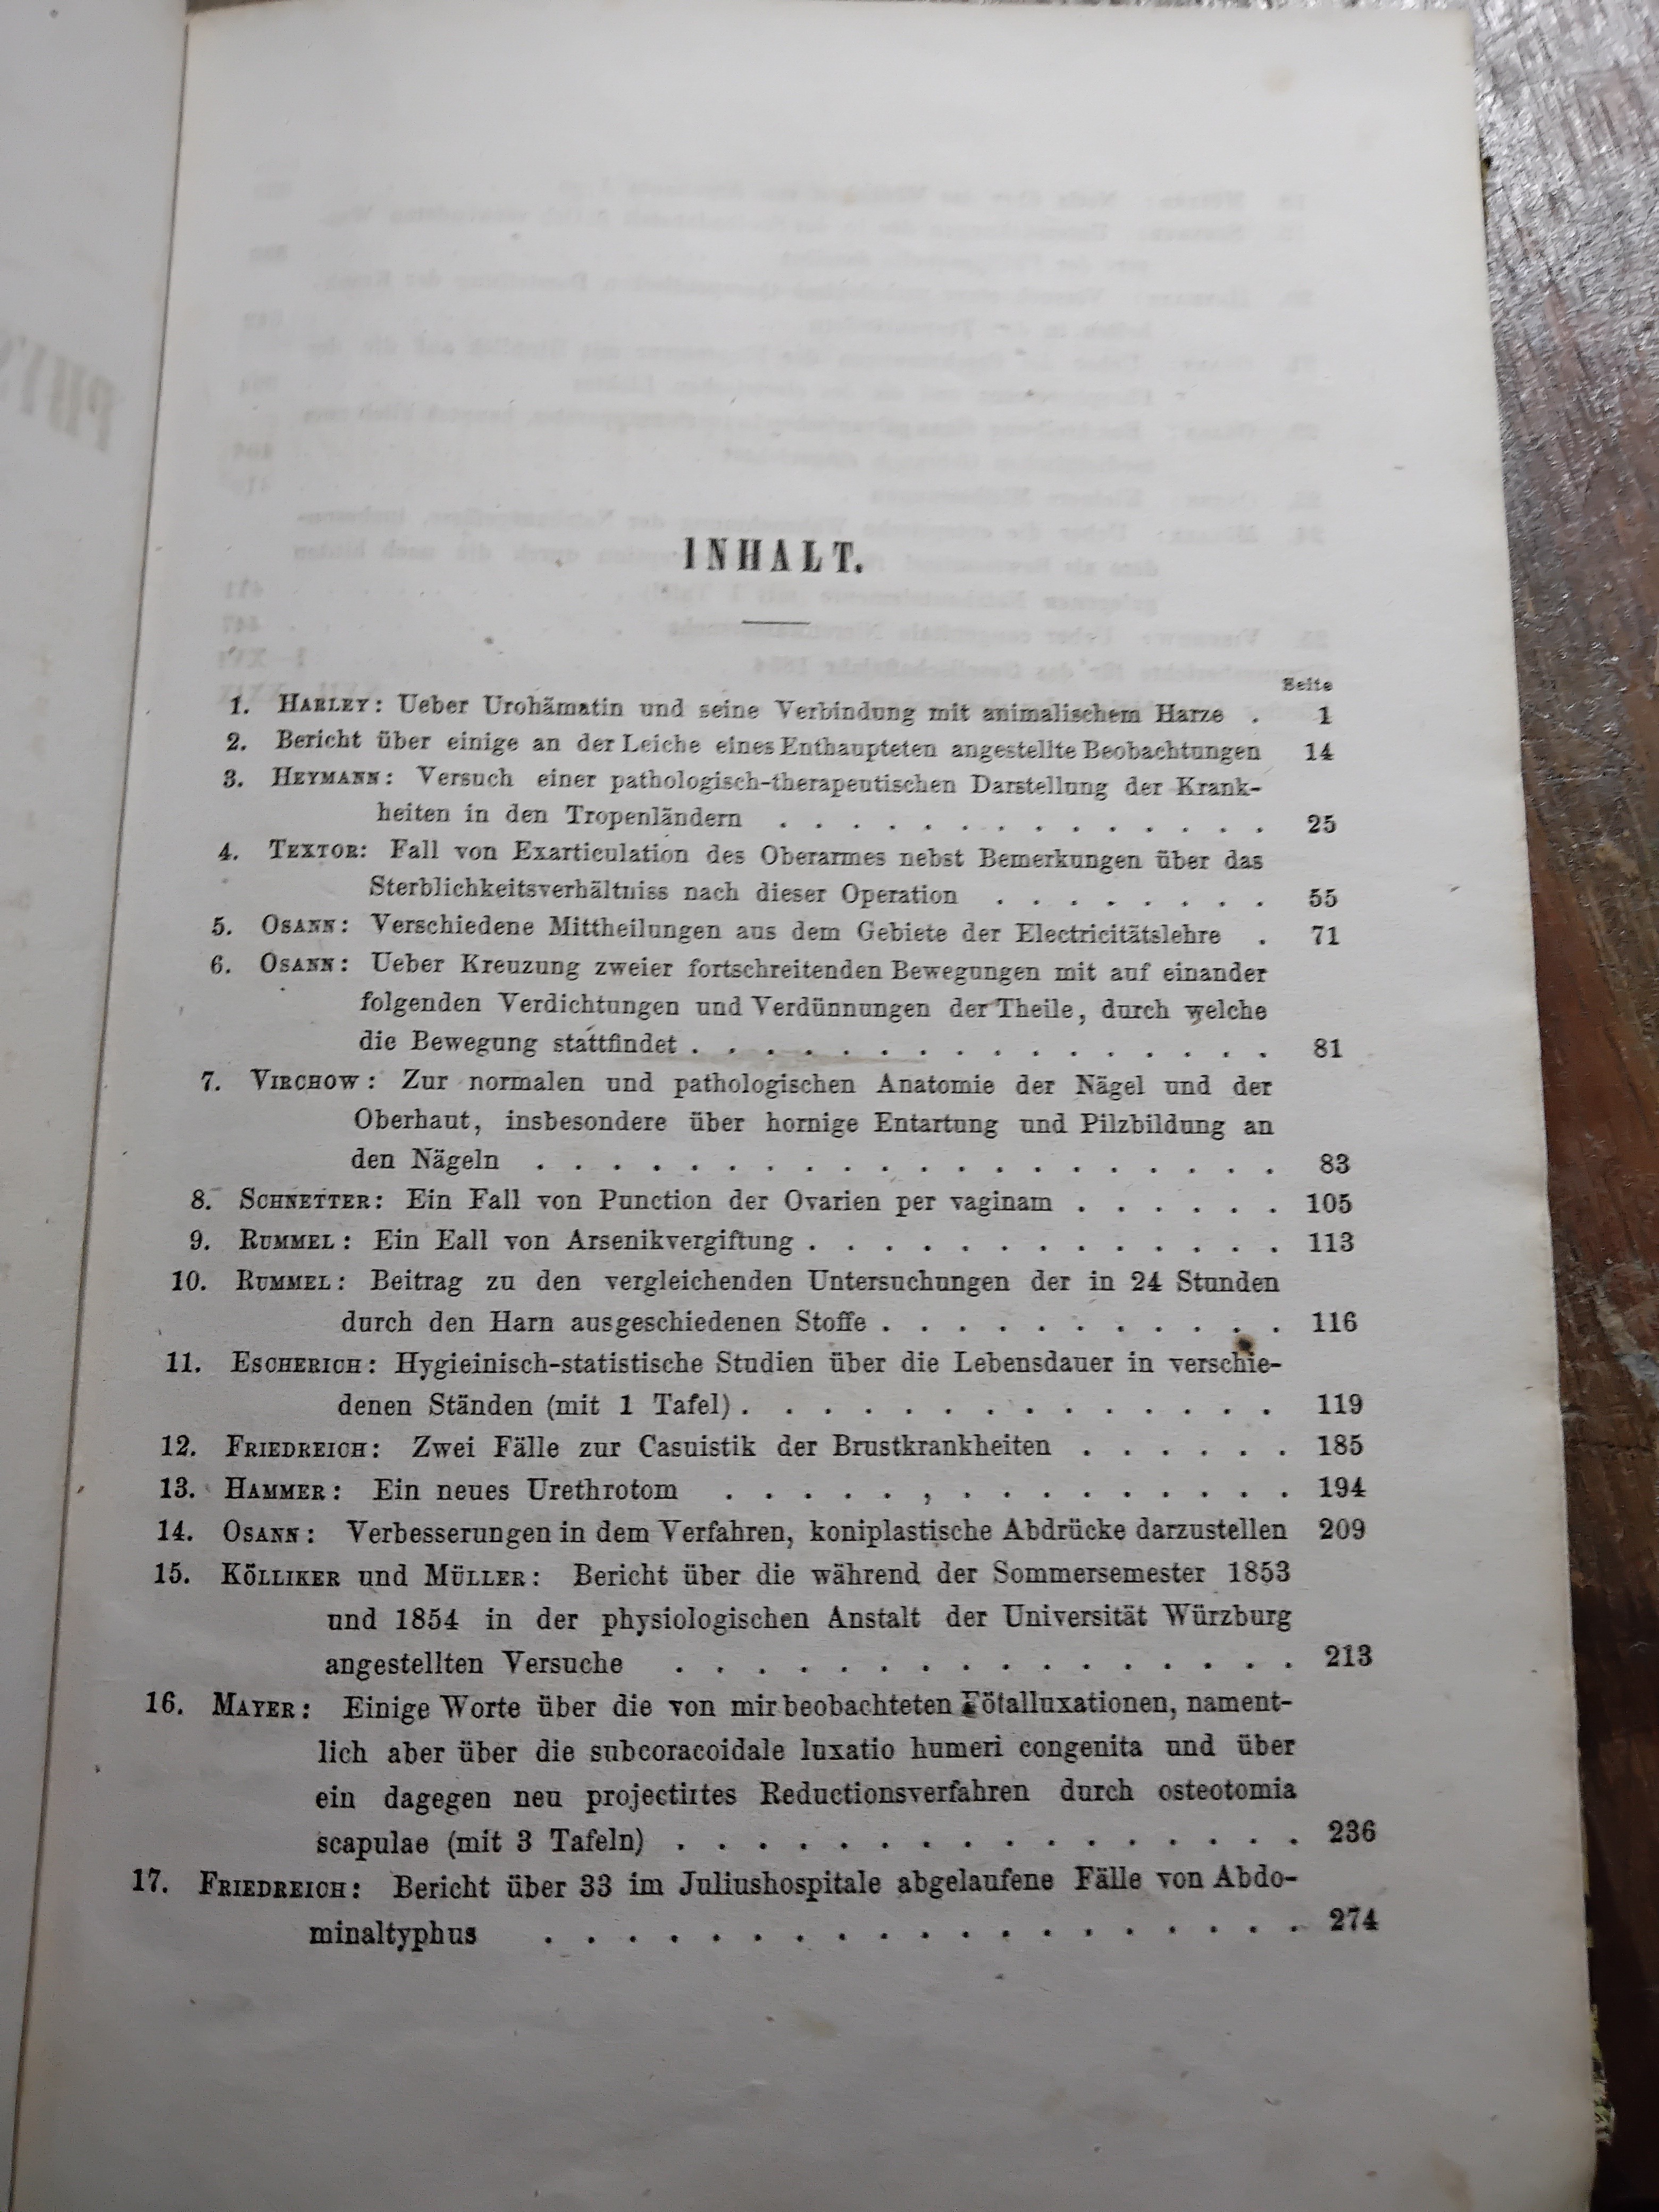 INHALT.
Seite
1. HARLEY: Ueber Urohämatin und seine Verbindung mit animalischem Harze . 1
2. Bericht über einige an der Leiche eines Enthaupteten angestellte Beobachtungen 14
3. HEYMANN: Versuch einer pathologisch-therapeutischen Darstellung der Krank-
heiten in den Tropenländern . . . . . . . . . . . . . . 25
4. TEXTOR: Fall von Exarticulation des Oberarmes nebst Bemerkungen über das
Sterblichkeitsverhältniss nach dieser Operation . . . . . . . . 55
5. OSANN: Verschiedene Mittheilungen aus dem Gebiete der Electricitätslehre . 71
6. OSANN: Ueber Kreuzung zweier fortschreitenden Bewegungen mit auf einander
folgenden Verdichtungen und Verdünnungen der Theile, durch welche
die Bewegung stattfindet . . . . . . . . . . . . . . . . 81
7. VIRCHOW: Zur normalen und pathologischen Anatomie der Nägel und der
Oberhaut, insbesondere über hornige Entartung und Pilzbildung an
den Nägeln . . . . . . . . . . . . . . . . . . . 83
8. SCHNETTER: Ein Fall von Punction der Ovarien per vaginam . . . . . . 105
9. RUMMEL: Ein Eall von Arsenikvergiftung . . . . . . . . . . . . . 113
10. RUMMEL: Beitrag zu den vergleichenden Untersuchungen der in 24 Stunden
durch den Harn ausgeschiedenen Stoffe . . . . . . . . . . . 116
11. ESCHERICH: Hygieinisch-statistische Studien über die Lebensdauer in verschie-
denen Ständen (mit 1 Tafel) . . . . . . . . . . . . . . 119
12. FRIEDREICH: Zwei Fälle zur Casuistik der Brustkrankheiten . . . . . . 185
13. HAMMER: Ein neues Urethrotom . . . . . , . . . . . . . . . 194
14. OSANN: Verbesserungen in dem Verfahren, koniplastische Abdrücke darzustellen 209
15. KÖLLIKER und MÜLLER: Bericht über die während der Sommersemester 1853
und 1854 in der physiologischen Anstalt der Universität Würzburg
angestellten Versuche . . . . . . . . . . . . . . . . 213
16. MAYER: Einige Worte über die von mir beobachteten Fötalluxationen, nament-
lich aber über die subcoracoidale luxatio humeri congenita und über
ein dagegen neu projectirtes Reductionsverfahren durch osteotomia
scapulae (mit 3 Tafeln) . . . . . . . . . . . . . . . . 236
17. FRIEDREICH: Bericht über 33 im Juliushospitale abgelaufene Fälle von Abdo-
minaltyphus . . . . . . . . . . . . . . . . . . . 274